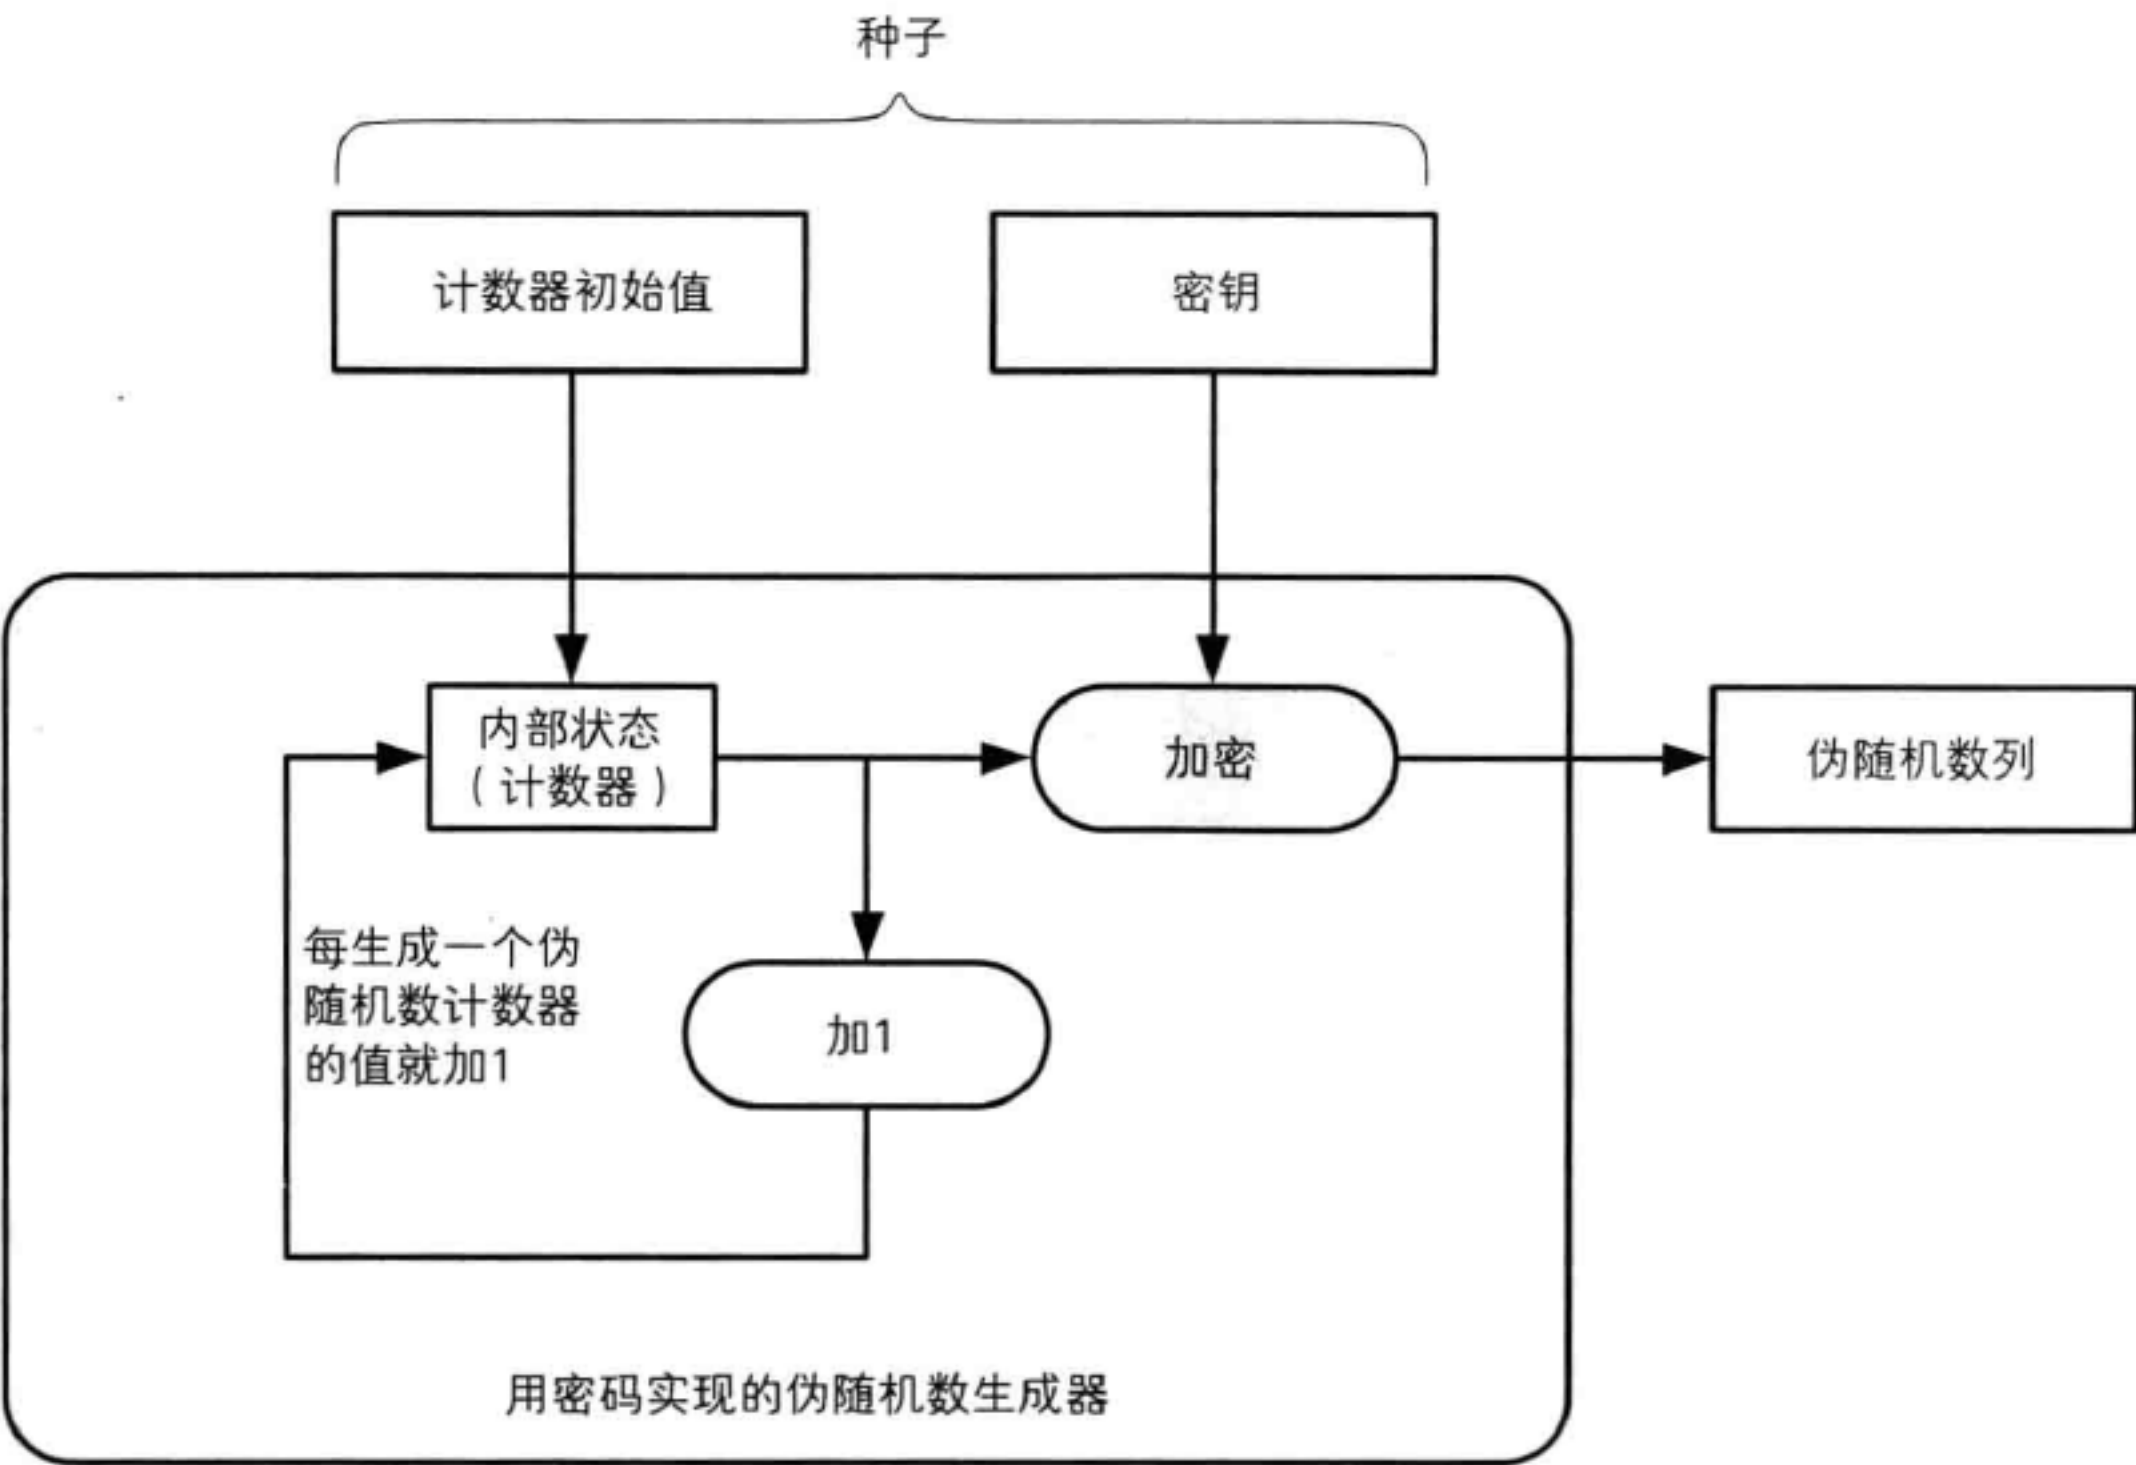 种子
计数器初始值
密钥
内部状态
（计数器）
加密
伪随机数列
每生成一个伪
随机数计数器
的值就加1
加1
用密码实现的伪随机数生成器